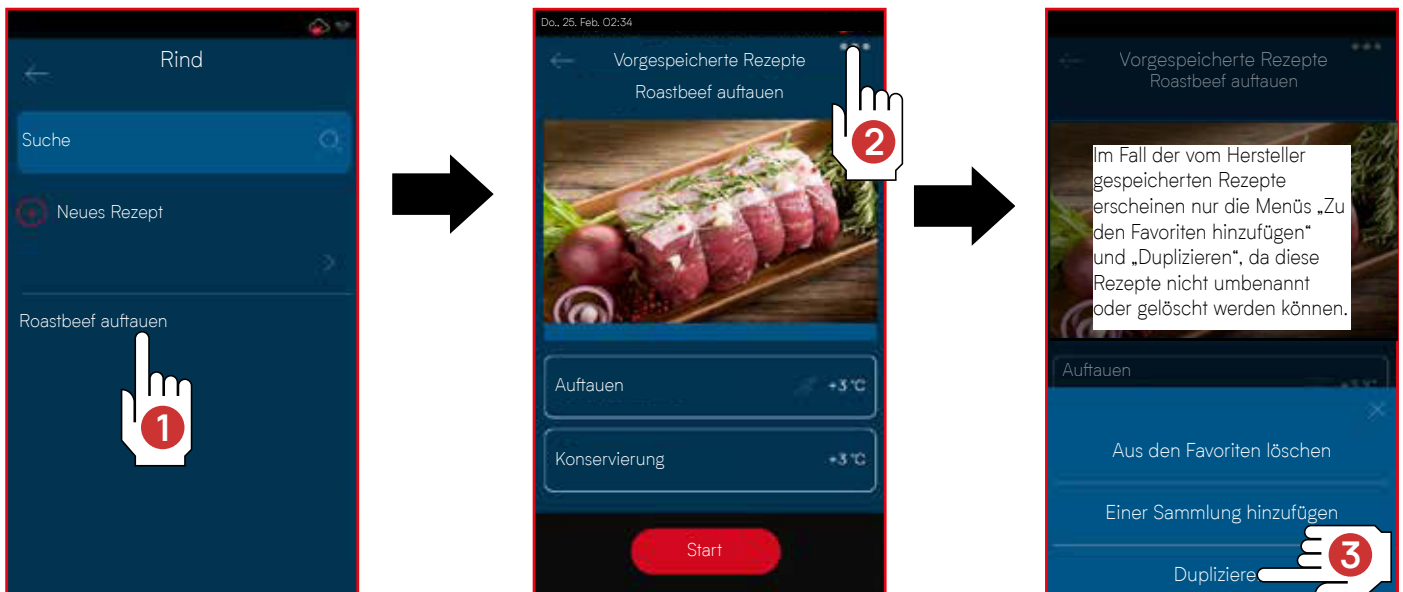 Rind
Suche
Neues Rezept
Roastbeef auftauen
1
Do., 25. Feb. 02:34
Vorgespeicherte Rezepte
Roastbeef auftauen
2
Auftauen +3°C
Konservierung +3°C
Start
Vorgespeicherte Rezepte
Roastbeef auftauen
Im Fall der vom Hersteller
gespeicherten Rezepte
erscheinen nur die Menüs „Zu
den Favoriten hinzufügen“
und „Duplizieren“, da diese
Rezepte nicht umbenannt
oder gelöscht werden können.
Auftauen +3°C
Aus den Favoriten löschen
Einer Sammlung hinzufügen
Dupliziere
3